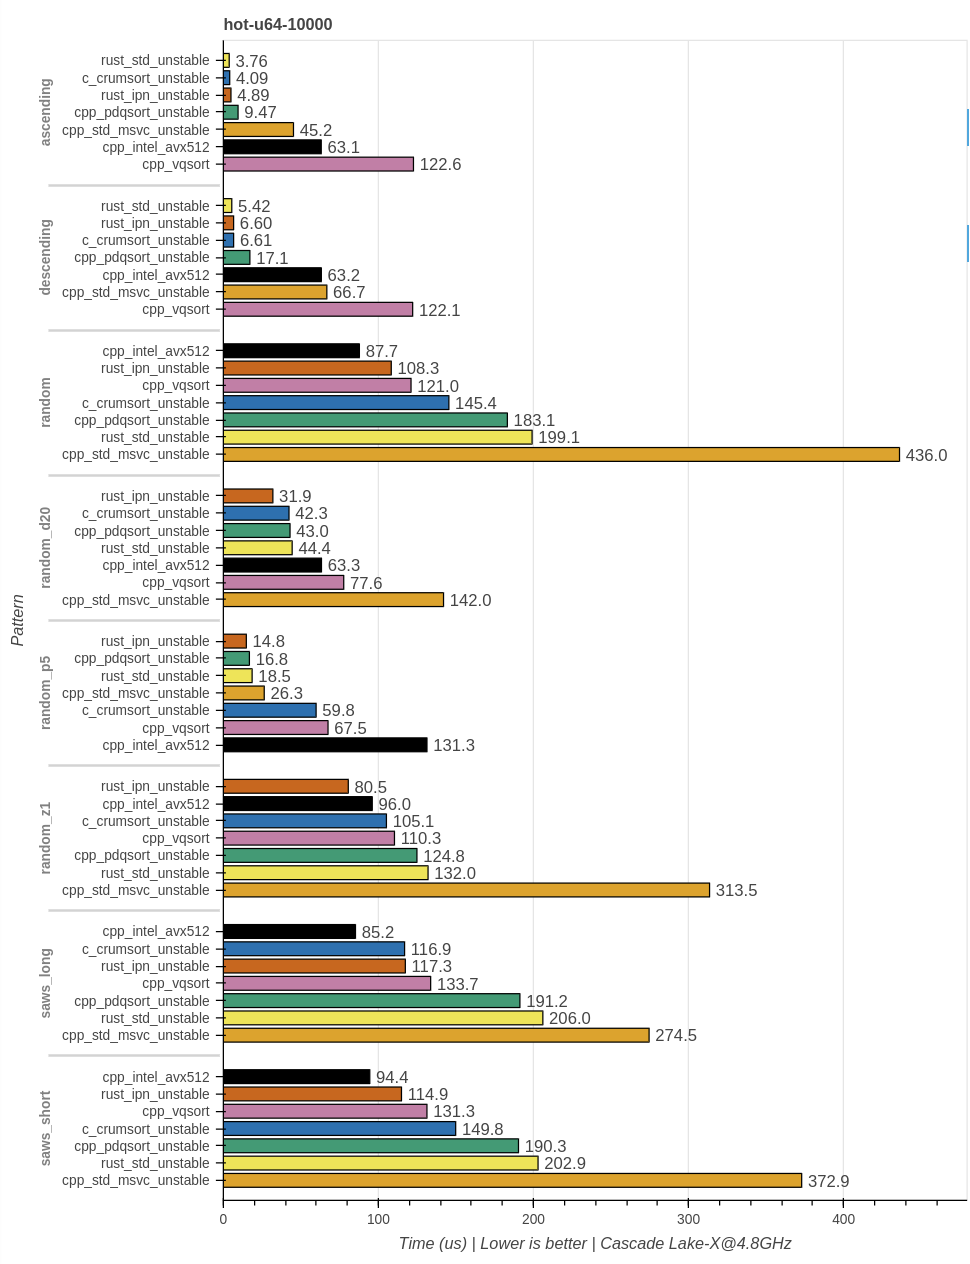 hot-u64-10000
ascending
rust_std_unstable 3.76
c_crumsort_unstable 4.09
rust_ipn_unstable 4.89
cpp_pdqsort_unstable 9.47
cpp_std_msvc_unstable 45.2
cpp_intel_avx512 63.1
cpp_vqsort 122.6
descending
rust_std_unstable 5.42
rust_ipn_unstable 6.60
c_crumsort_unstable 6.61
cpp_pdqsort_unstable 17.1
cpp_intel_avx512 63.2
cpp_std_msvc_unstable 66.7
cpp_vqsort 122.1
random
cpp_intel_avx512 87.7
rust_ipn_unstable 108.3
cpp_vqsort 121.0
c_crumsort_unstable 145.4
cpp_pdqsort_unstable 183.1
rust_std_unstable 199.1
cpp_std_msvc_unstable 436.0
random_d20
rust_ipn_unstable 31.9
c_crumsort_unstable 42.3
cpp_pdqsort_unstable 43.0
rust_std_unstable 44.4
cpp_intel_avx512 63.3
cpp_vqsort 77.6
cpp_std_msvc_unstable 142.0
Pattern
random_p5
rust_ipn_unstable 14.8
cpp_pdqsort_unstable 16.8
rust_std_unstable 18.5
cpp_std_msvc_unstable 26.3
c_crumsort_unstable 59.8
cpp_vqsort 67.5
cpp_intel_avx512 131.3
random_z1
rust_ipn_unstable 80.5
cpp_intel_avx512 96.0
c_crumsort_unstable 105.1
cpp_vqsort 110.3
cpp_pdqsort_unstable 124.8
rust_std_unstable 132.0
cpp_std_msvc_unstable 313.5
saws_long
cpp_intel_avx512 85.2
c_crumsort_unstable 116.9
rust_ipn_unstable 117.3
cpp_vqsort 133.7
cpp_pdqsort_unstable 191.2
rust_std_unstable 206.0
cpp_std_msvc_unstable 274.5
saws_short
cpp_intel_avx512 94.4
rust_ipn_unstable 114.9
cpp_vqsort 131.3
c_crumsort_unstable 149.8
cpp_pdqsort_unstable 190.3
rust_std_unstable 202.9
cpp_std_msvc_unstable 372.9
0 100 200 300 400
Time (us) | Lower is better | Cascade Lake-X@4.8GHz